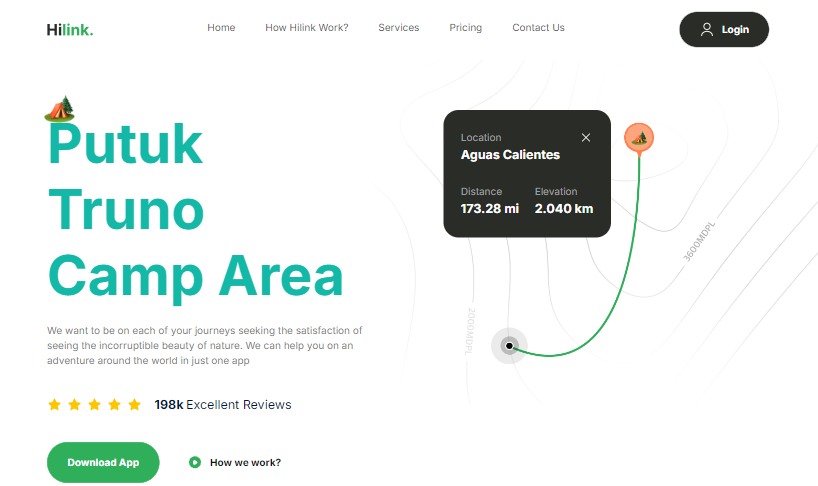 Hilink.
Home
How Hilink Work?
Services
Pricing
Contact Us
Login
Putuk
Truno
Camp Area
We want to be on each of your journeys seeking the satisfaction of
seeing the incorruptible beauty of nature. We can help you on an
adventure around the world in just one app
198k Excellent Reviews
Download App
How we work?
Location
Aguas Calientes
Distance
Elevation
173.28 mi
2.040 km
3600MDPL
2000MDPL